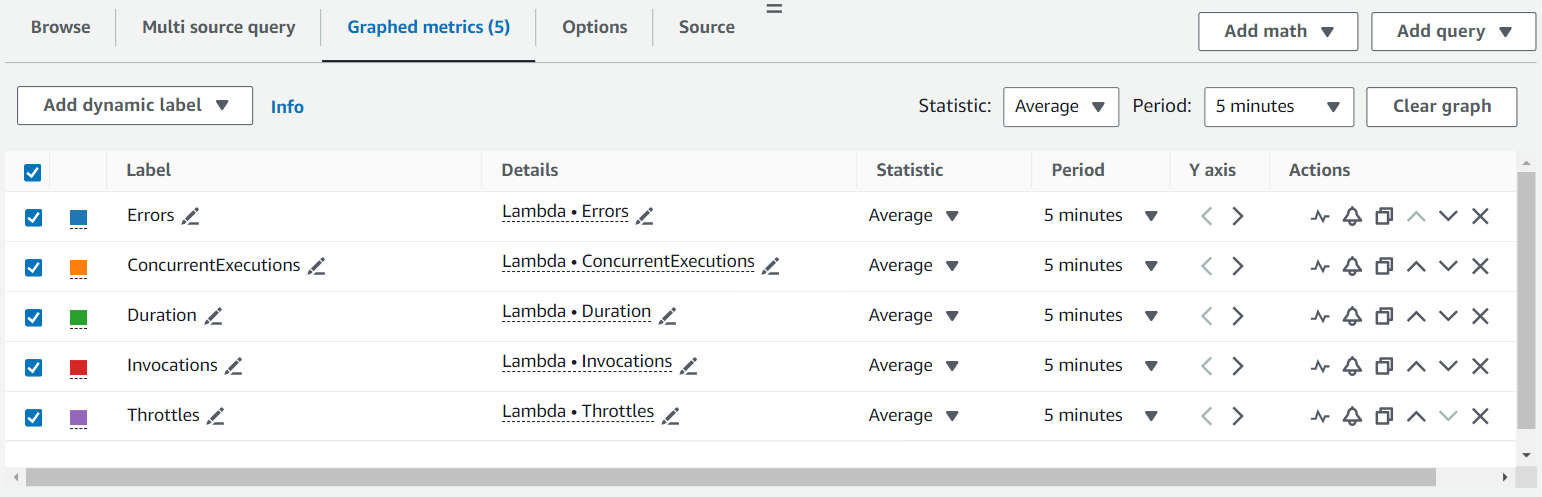 Browse Multi source query Graphed metrics (5) Options Source Add math Add query
Add dynamic label Info Statistic: Average Period: 5 minutes Clear graph
Label Details Statistic Period Y axis Actions
Errors Lambda • Errors Average 5 minutes
ConcurrentExecutions Lambda • ConcurrentExecutions Average 5 minutes
Duration Lambda • Duration Average 5 minutes
Invocations Lambda • Invocations Average 5 minutes
Throttles Lambda • Throttles Average 5 minutes